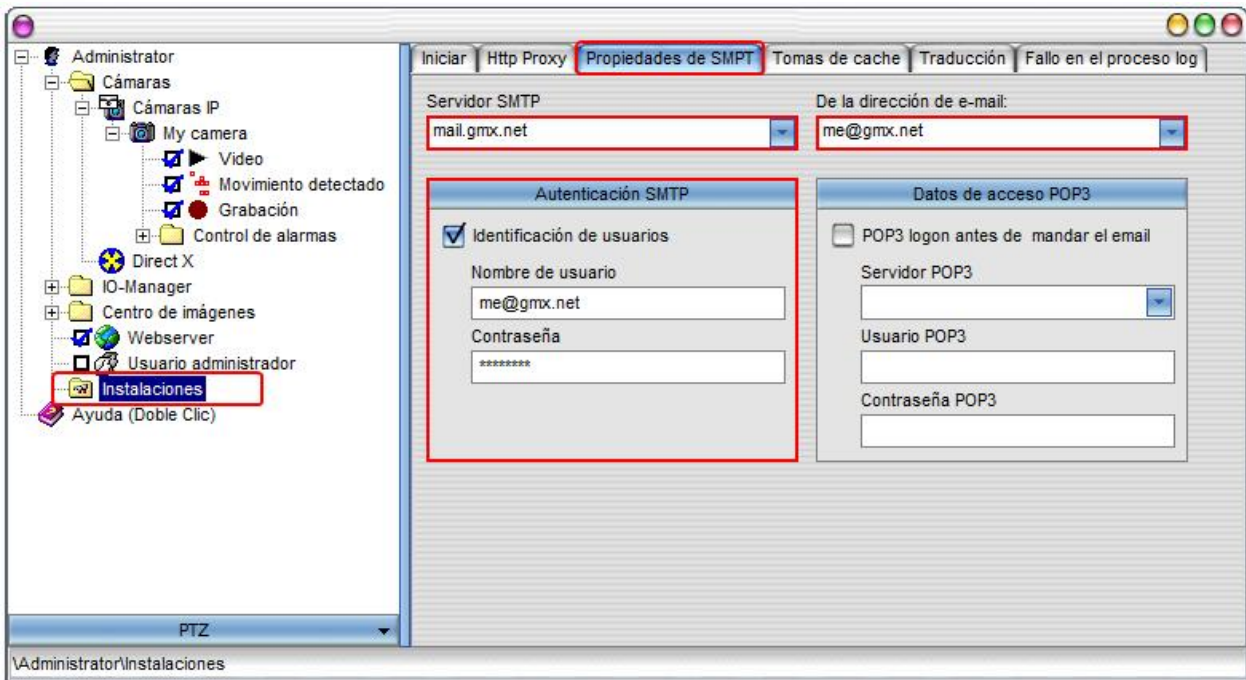 Administrator
Cámaras
Cámaras IP
My camera
Video
Movimiento detectado
Grabación
Control de alarmas
Direct X
IO-Manager
Centro de imágenes
Webserver
Usuario administrador
Instalaciones
Ayuda (Doble Clic)
PTZ
\Administrator\Instalaciones
Iniciar Http Proxy Propiedades de SMPT Tomas de cache Traducción Fallo en el proceso log
Servidor SMTP
mail.gmx.net
De la dirección de e-mail:
me@gmx.net
Autenticación SMTP
Identificación de usuarios
Nombre de usuario
me@gmx.net
Contraseña
********
Datos de acceso POP3
POP3 logon antes de mandar el email
Servidor POP3
Usuario POP3
Contraseña POP3